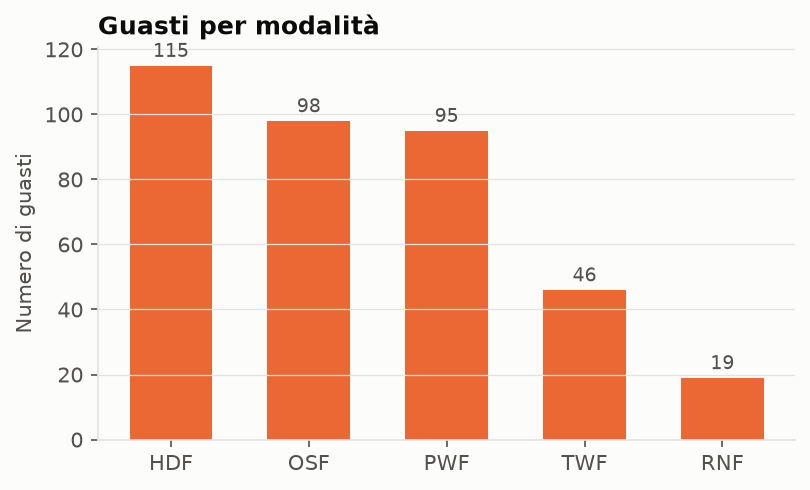 Guasti per modalità
Numero di guasti
120
100
80
60
40
20
0
115
98
95
46
19
HDF
OSF
PWF
TWF
RNF